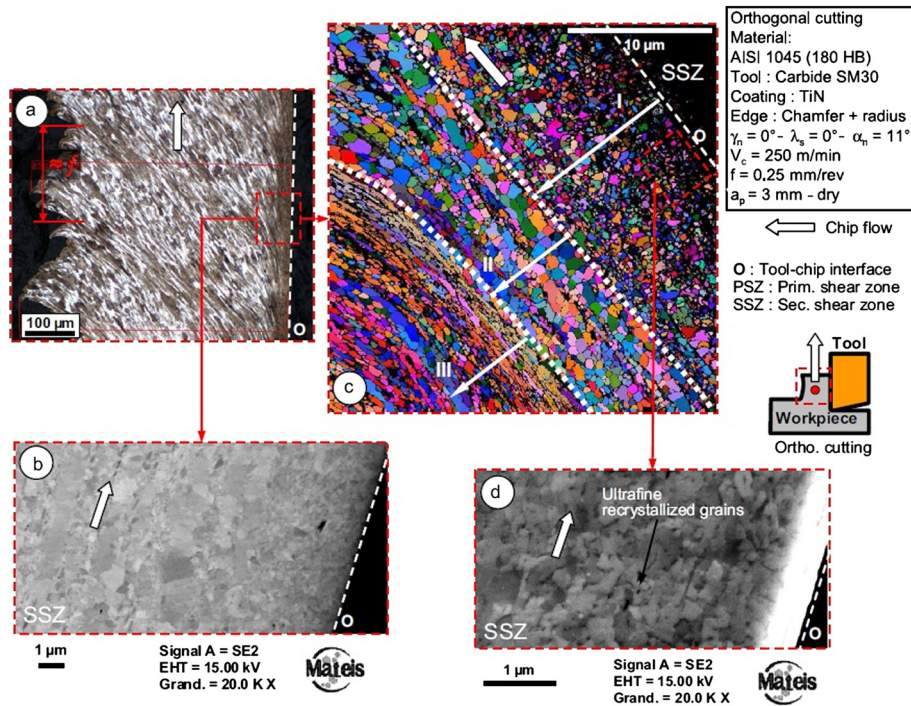 a
≈ f
100 µm
O
10 µm
SSZ
I
O
II
III
c
Orthogonal cutting
Material:
AISI 1045 (180 HB)
Tool : Carbide SM30
Coating : TiN
Edge : Chamfer + radius
γn = 0° - λs = 0° - αn = 11°
Vc = 250 m/min
f = 0,25 mm/rev
ap = 3 mm - dry
Chip flow
O : Tool-chip interface
PSZ : Prim. shear zone
SSZ : Sec. shear zone
Tool
Workpiece
Ortho. cutting
b
SSZ
O
1 µm
Signal A = SE2
EHT = 15.00 kV
Grand. = 20.0 K X
Mateis
d
Ultrafine
recrystallized grains
SSZ
O
1 µm
Signal A = SE2
EHT = 15.00 kV
Grand. = 20.0 K X
Mateis